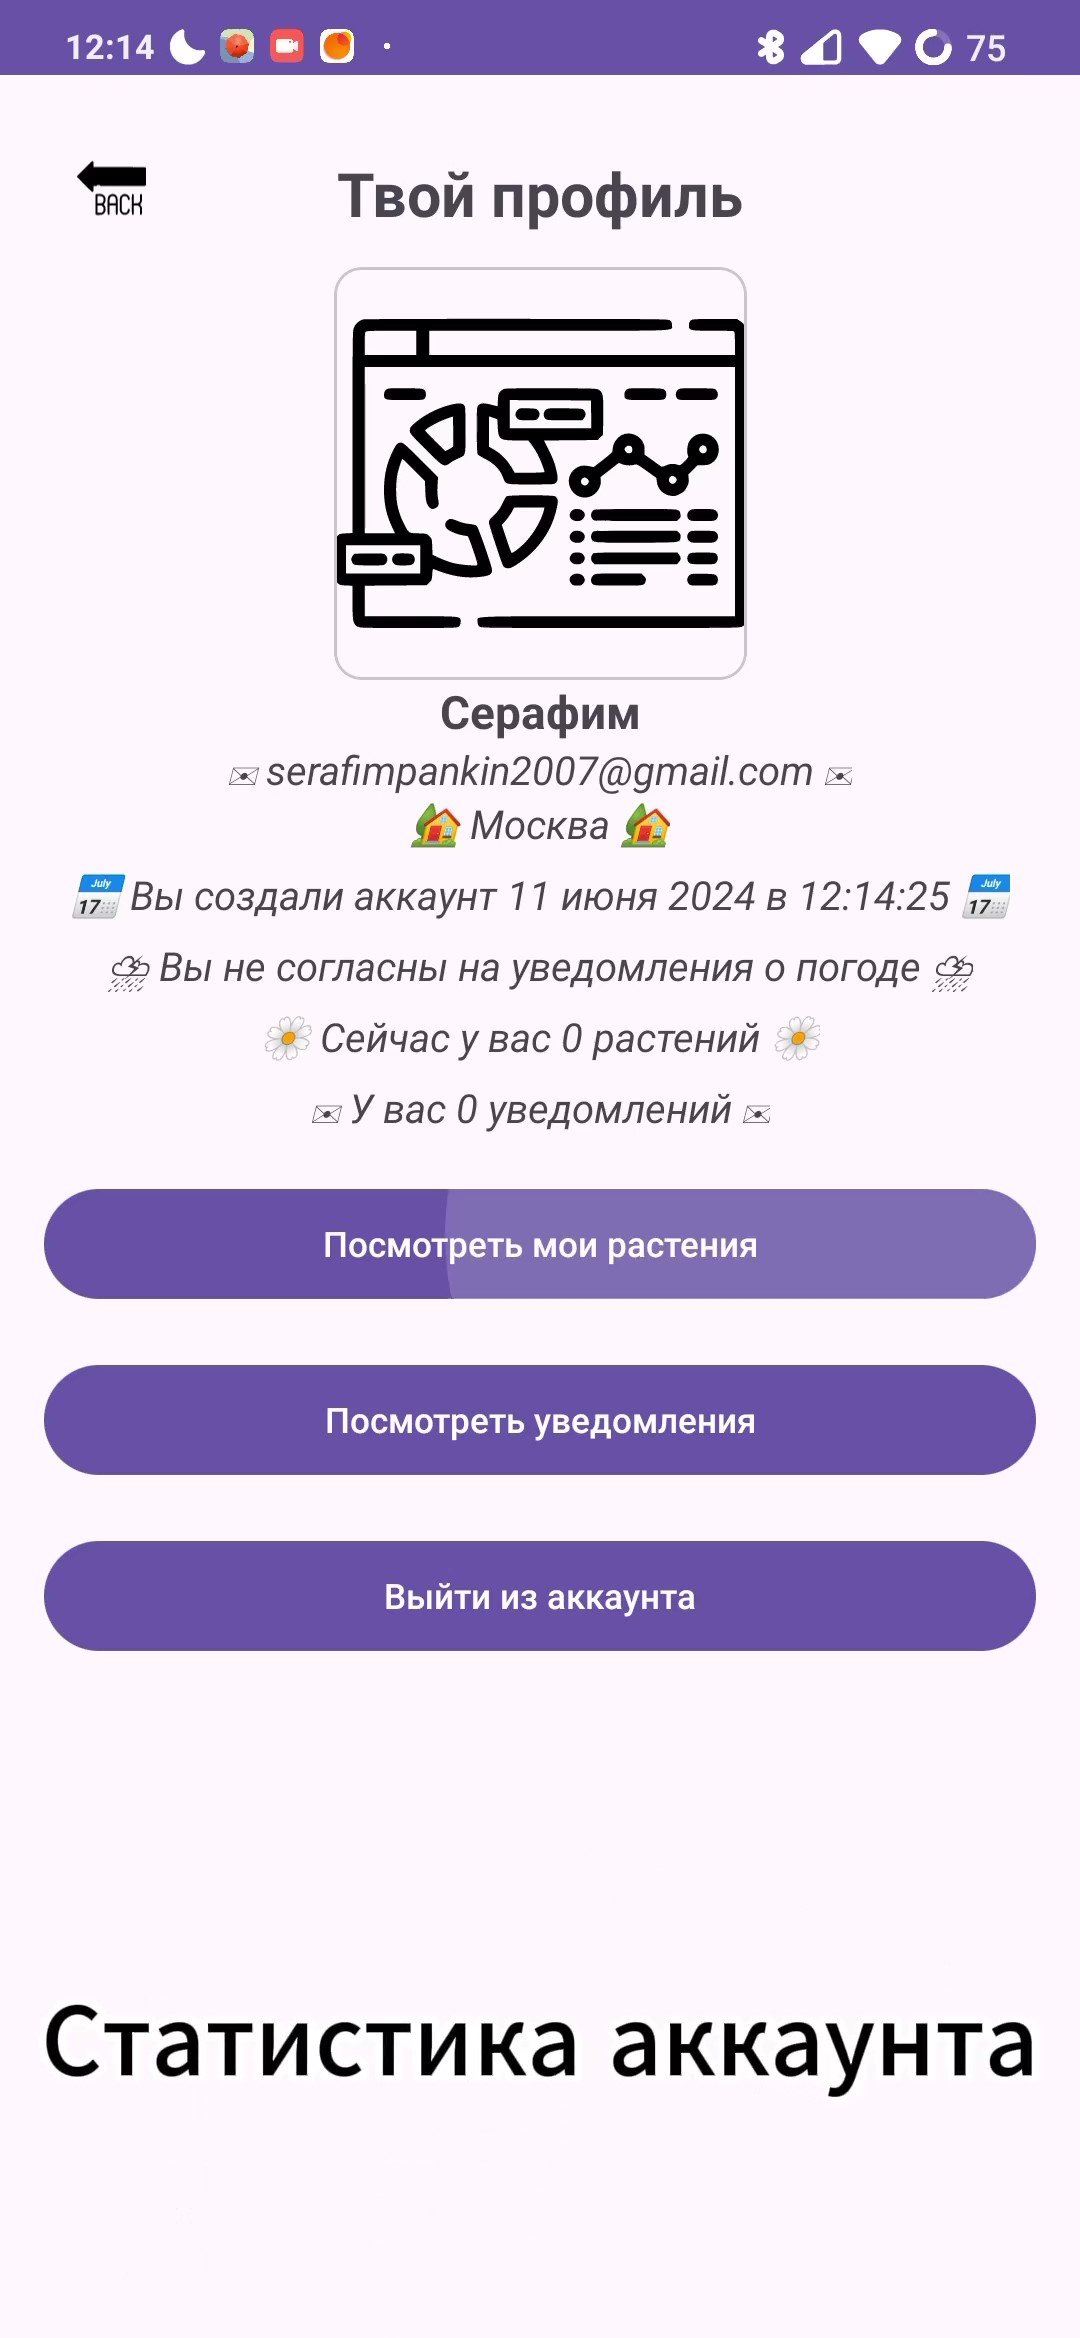 12:14 75
BACK
Твой профиль
Серафим
✉ serafimpankin2007@gmail.com ✉
🏡 Москва 🏡
📅 Вы создали аккаунт 11 июня 2024 в 12:14:25 📅
⛈ Вы не согласны на уведомления о погоде ⛈
🌼 Сейчас у вас 0 растений 🌼
✉ У вас 0 уведомлений ✉
Посмотреть мои растения
Посмотреть уведомления
Выйти из аккаунта
Статистика аккаунта